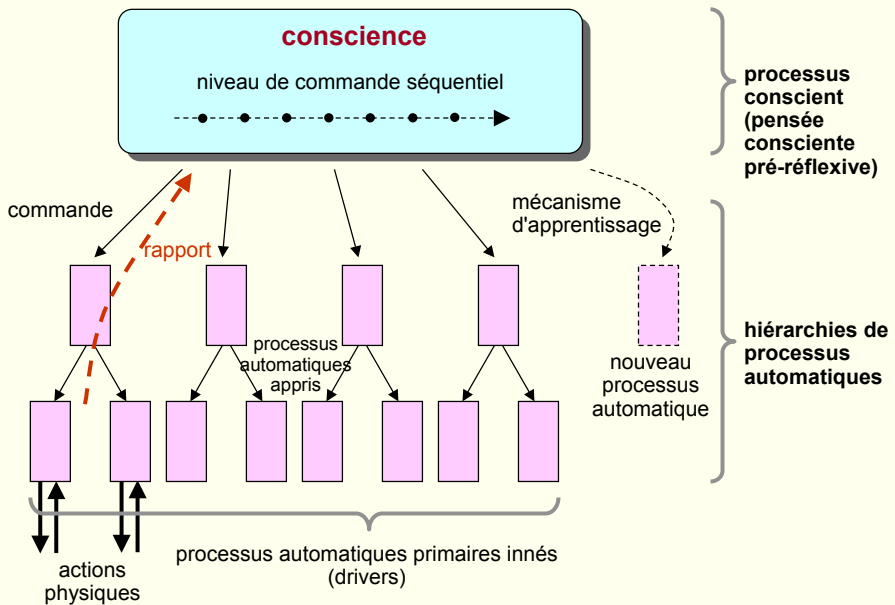 conscience
niveau de commande séquentiel
processus
conscient
(pensée
consciente
pré-réflexive)
commande
rapport
mécanisme
d'apprentissage
processus
automatiques
appris
nouveau
processus
automatique
hiérarchies de
processus
automatiques
actions
physiques
processus automatiques primaires innés
(drivers)